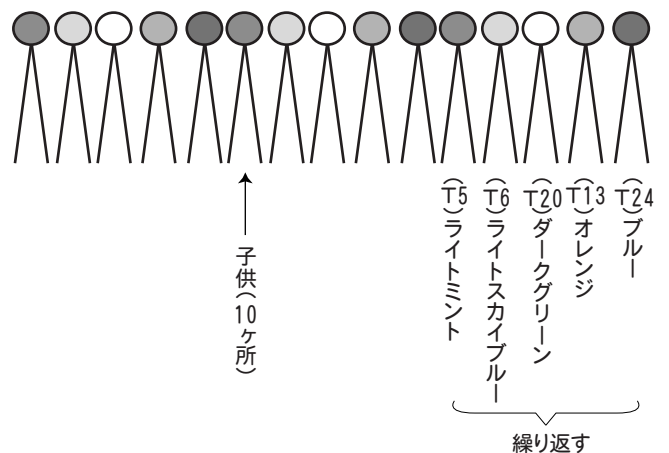 (T24)ブルー
(T13)オレンジ
(T20)ダークグリーン
(T6)ライトスカイブルー
(T5)ライトミント
子供(10ヶ所)
繰り返す